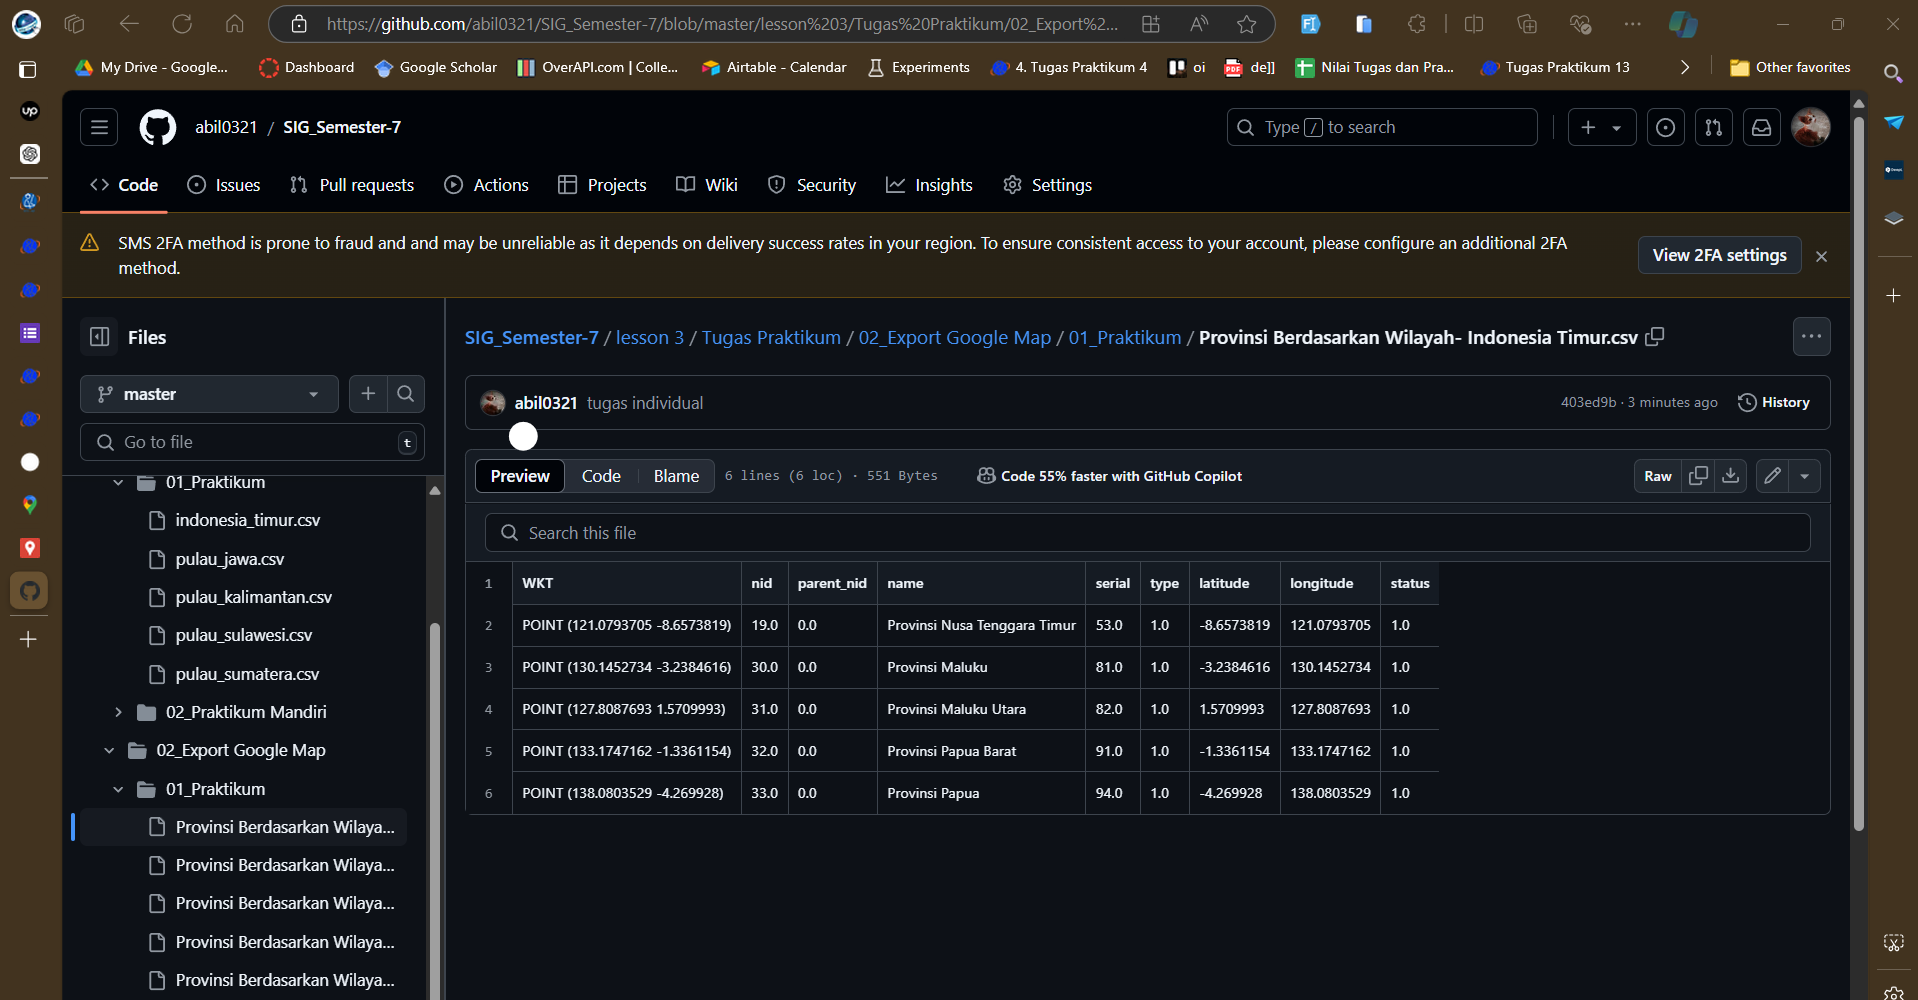 https://github.com/abil0321/SIG_Semester-7/blob/master/lesson%203/Tugas%20Praktikum/02_Export%2...
My Drive - Google...
Dashboard
Google Scholar
OverAPI.com | Colle...
Airtable - Calendar
Experiments
4. Tugas Praktikum 4
oi
de]]
Nilai Tugas dan Pra...
Tugas Praktikum 13
Other favorites
up
abil0321 / SIG_Semester-7
Type / to search
Code
Issues
Pull requests
Actions
Projects
Wiki
Security
Insights
Settings
SMS 2FA method is prone to fraud and and may be unreliable as it depends on delivery success rates in your region. To ensure consistent access to your account, please configure an additional 2FA
method.
View 2FA settings
Files
master
Go to file
t
01_Praktikum
indonesia_timur.csv
pulau_jawa.csv
pulau_kalimantan.csv
pulau_sulawesi.csv
pulau_sumatera.csv
02_Praktikum Mandiri
02_Export Google Map
01_Praktikum
Provinsi Berdasarkan Wilaya...
Provinsi Berdasarkan Wilaya...
Provinsi Berdasarkan Wilaya...
Provinsi Berdasarkan Wilaya...
Provinsi Berdasarkan Wilaya...
SIG_Semester-7 / lesson 3 / Tugas Praktikum / 02_Export Google Map / 01_Praktikum / Provinsi Berdasarkan Wilayah- Indonesia Timur.csv
abil0321 tugas individual
403ed9b · 3 minutes ago
History
Preview
Code
Blame
6 lines (6 loc) · 551 Bytes
Code 55% faster with GitHub Copilot
Raw
Search this file
1 WKT nid parent_nid name serial type latitude longitude status
2 POINT (121.0793705 -8.6573819) 19.0 0.0 Provinsi Nusa Tenggara Timur 53.0 1.0 -8.6573819 121.0793705 1.0
3 POINT (130.1452734 -3.2384616) 30.0 0.0 Provinsi Maluku 81.0 1.0 -3.2384616 130.1452734 1.0
4 POINT (127.8087693 1.5709993) 31.0 0.0 Provinsi Maluku Utara 82.0 1.0 1.5709993 127.8087693 1.0
5 POINT (133.1747162 -1.3361154) 32.0 0.0 Provinsi Papua Barat 91.0 1.0 -1.3361154 133.1747162 1.0
6 POINT (138.0803529 -4.269928) 33.0 0.0 Provinsi Papua 94.0 1.0 -4.269928 138.0803529 1.0